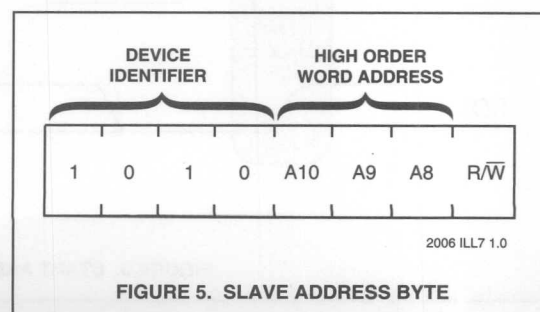 DEVICE
IDENTIFIER
HIGH ORDER
WORD ADDRESS
1 0 1 0 A10 A9 A8 R/W̅
2006 ILL7 1.0
FIGURE 5. SLAVE ADDRESS BYTE